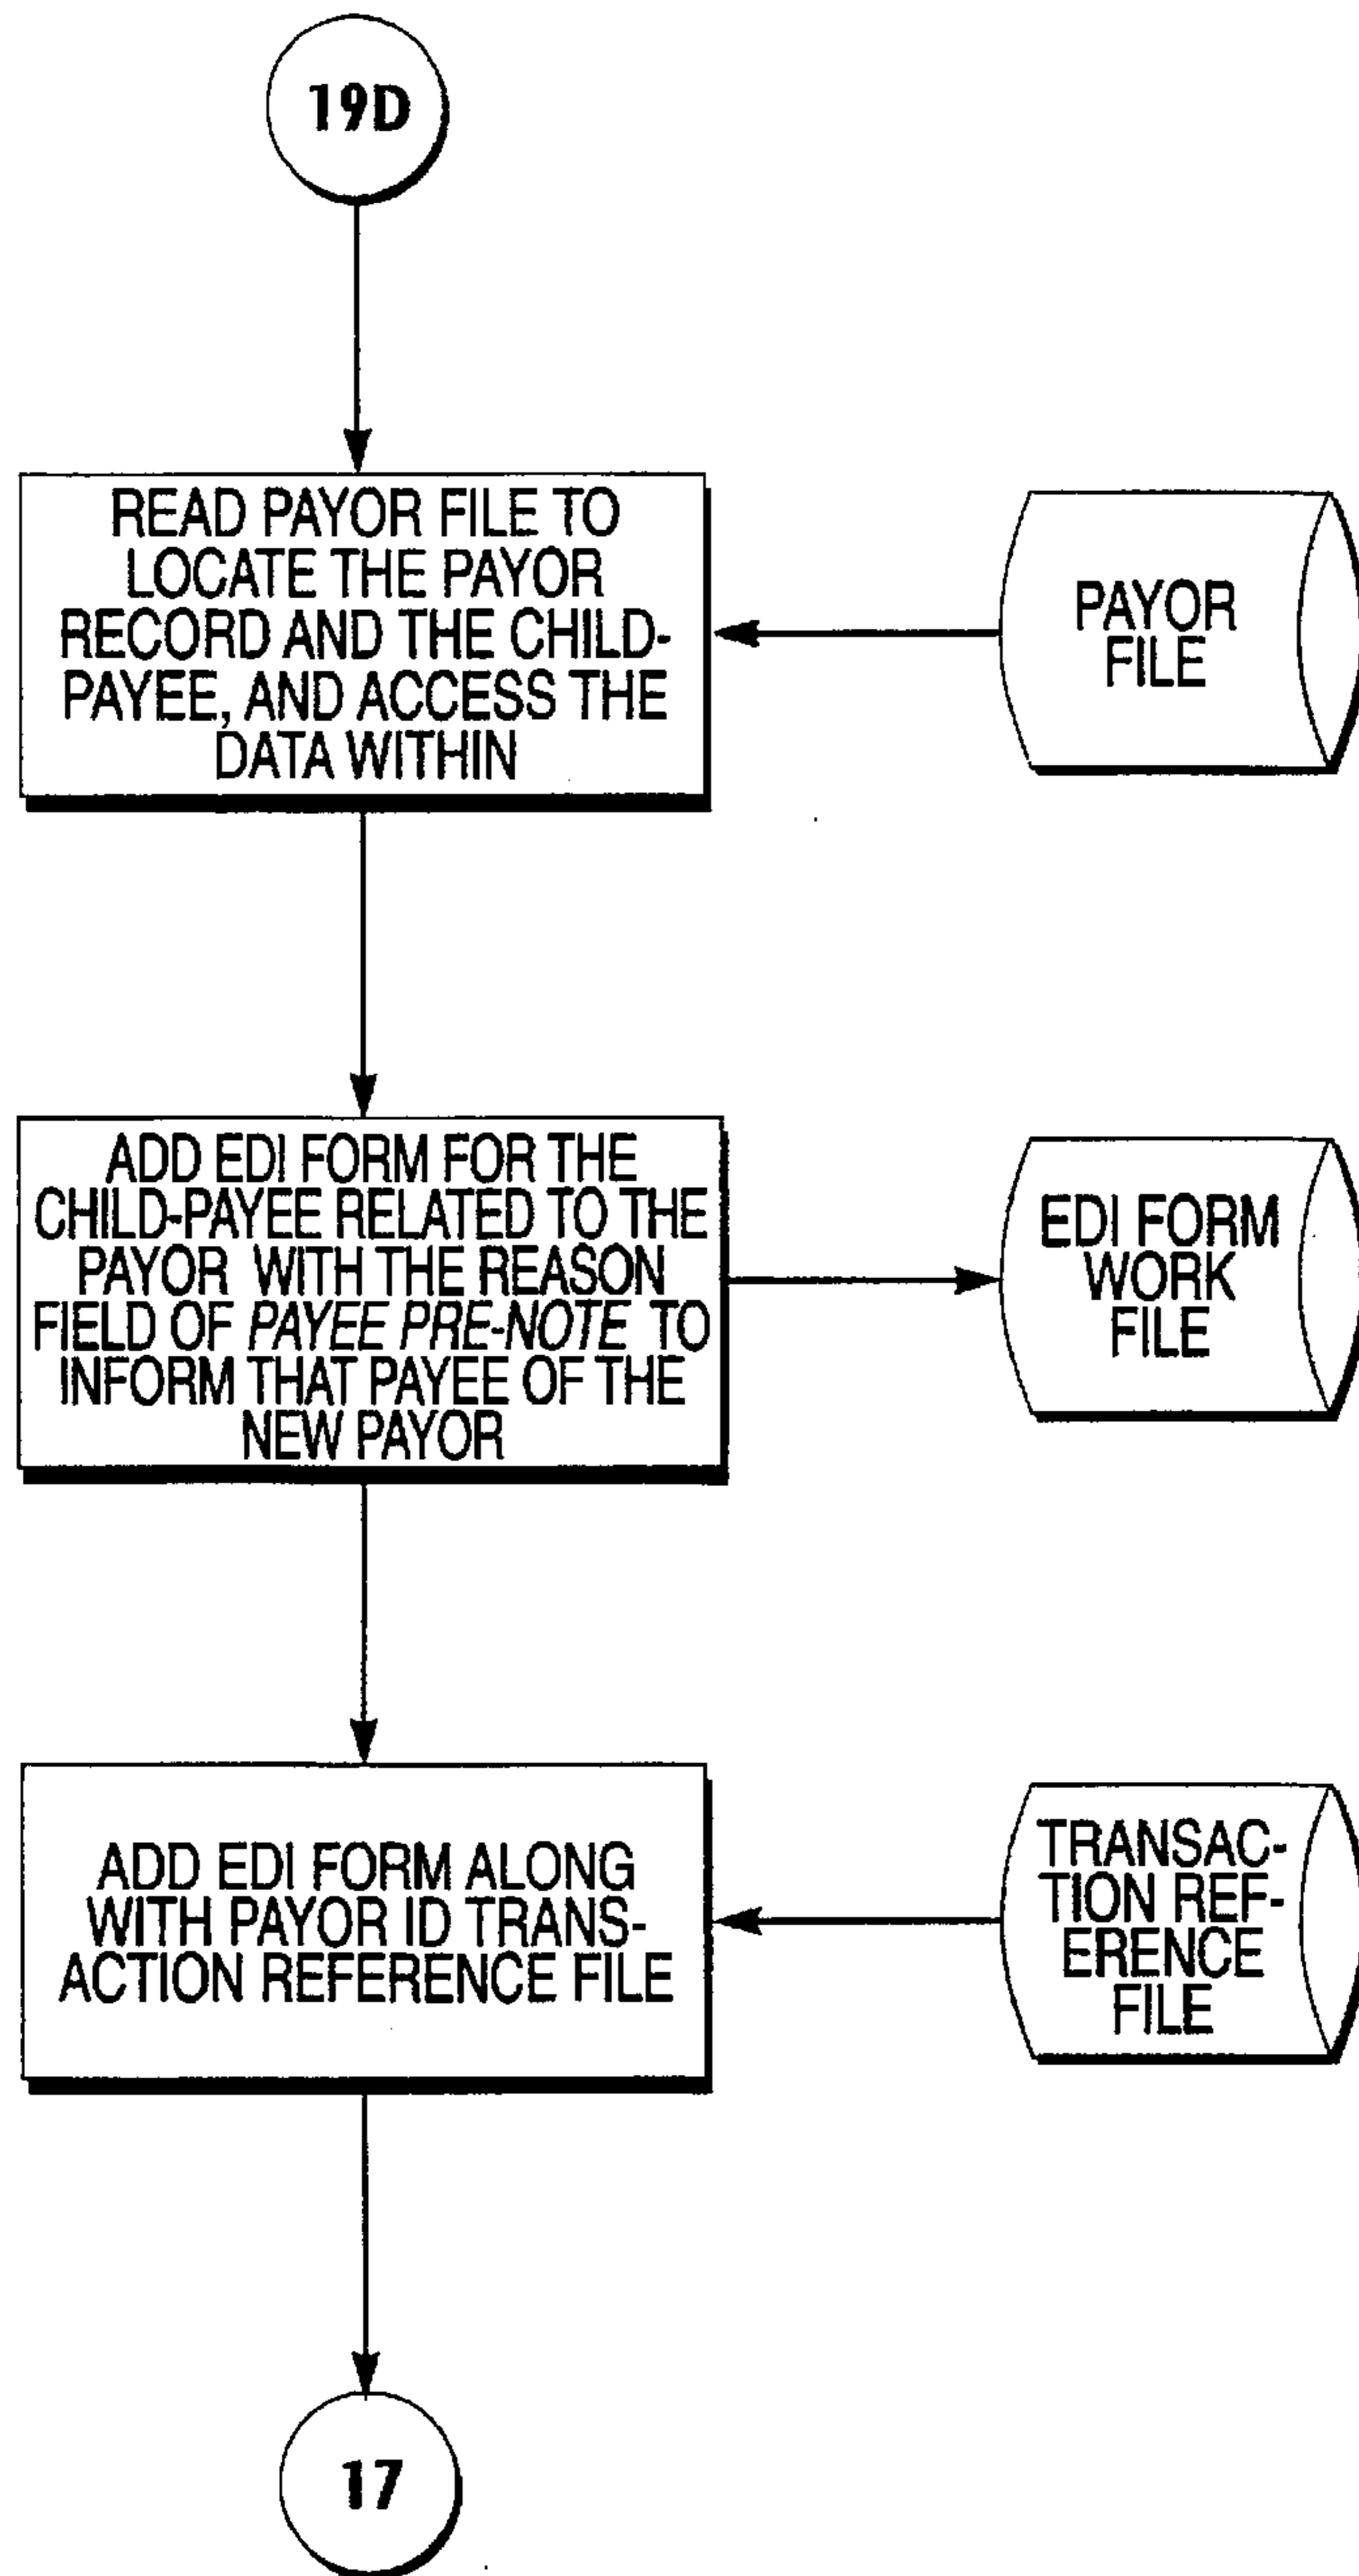 19D
READ PAYOR FILE TO
LOCATE THE PAYOR
RECORD AND THE CHILD-
PAYEE, AND ACCESS THE
DATA WITHIN
PAYOR
FILE
ADD EDI FORM FOR THE
CHILD-PAYEE RELATED TO THE
PAYOR WITH THE REASON
FIELD OF PAYEE PRE-NOTE TO
INFORM THAT PAYEE OF THE
NEW PAYOR
EDI FORM
WORK
FILE
ADD EDI FORM ALONG
WITH PAYOR ID TRANS-
ACTION REFERENCE FILE
TRANSAC-
TION REF-
ERENCE
FILE
17